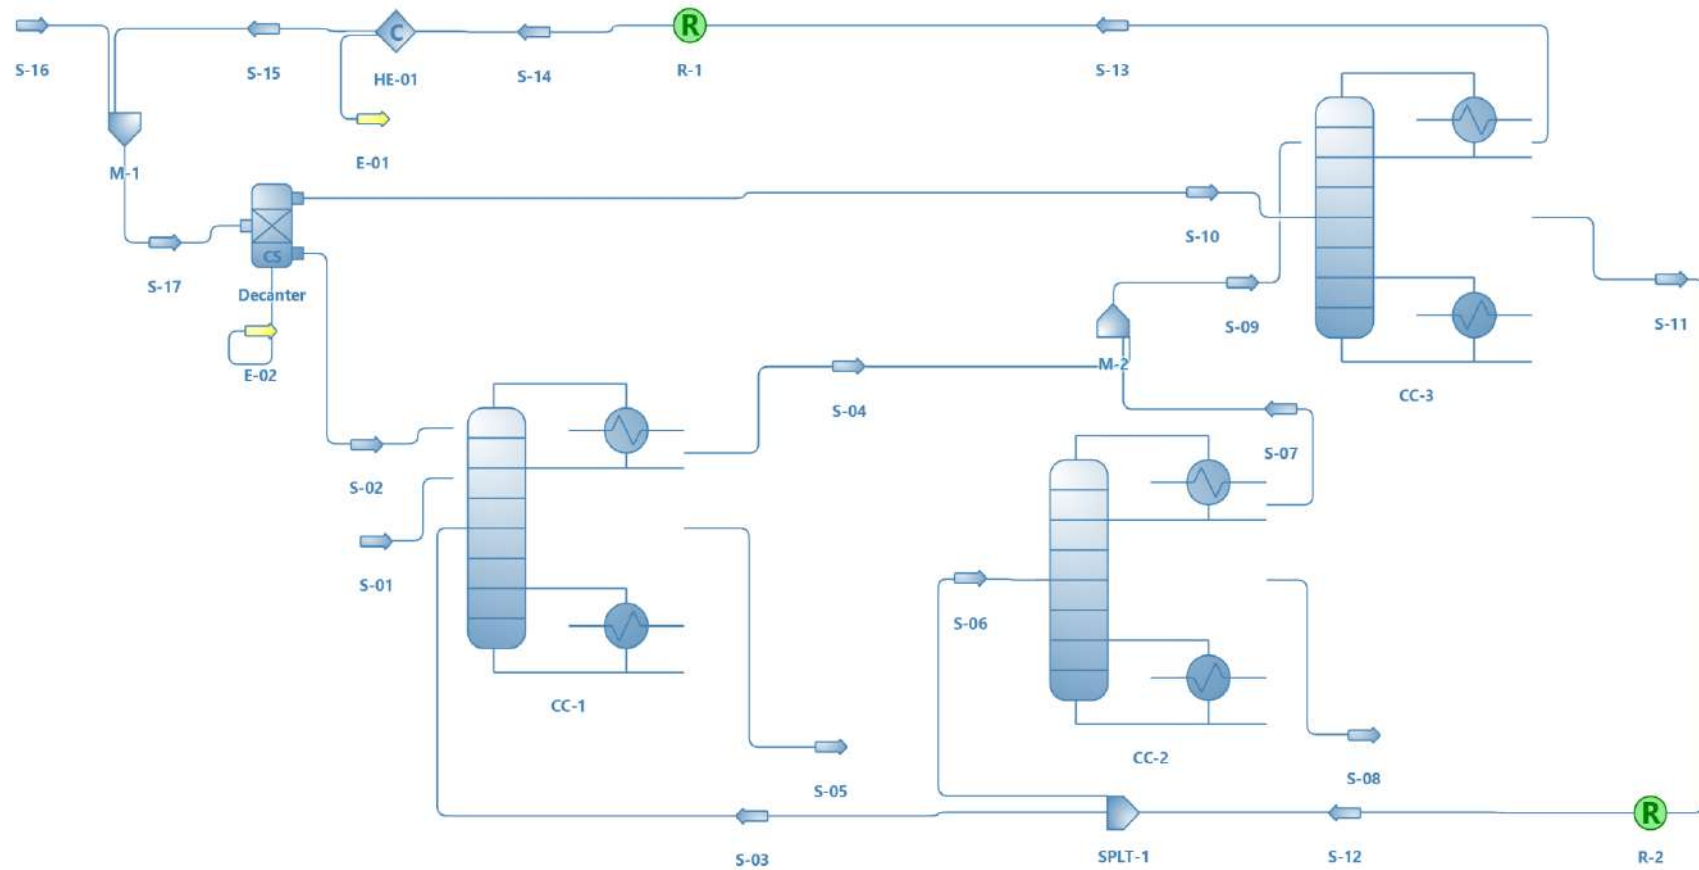 R
C
S-16
S-15
HE-01
S-14
R-1
S-13
E-01
M-1
S-10
S-17
CS
Decanter
S-09
S-11
E-02
M-2
CC-3
S-04
S-07
S-02
S-01
S-06
CC-1
CC-2
S-05
S-08
R
S-03
SPLT-1
S-12
R-2